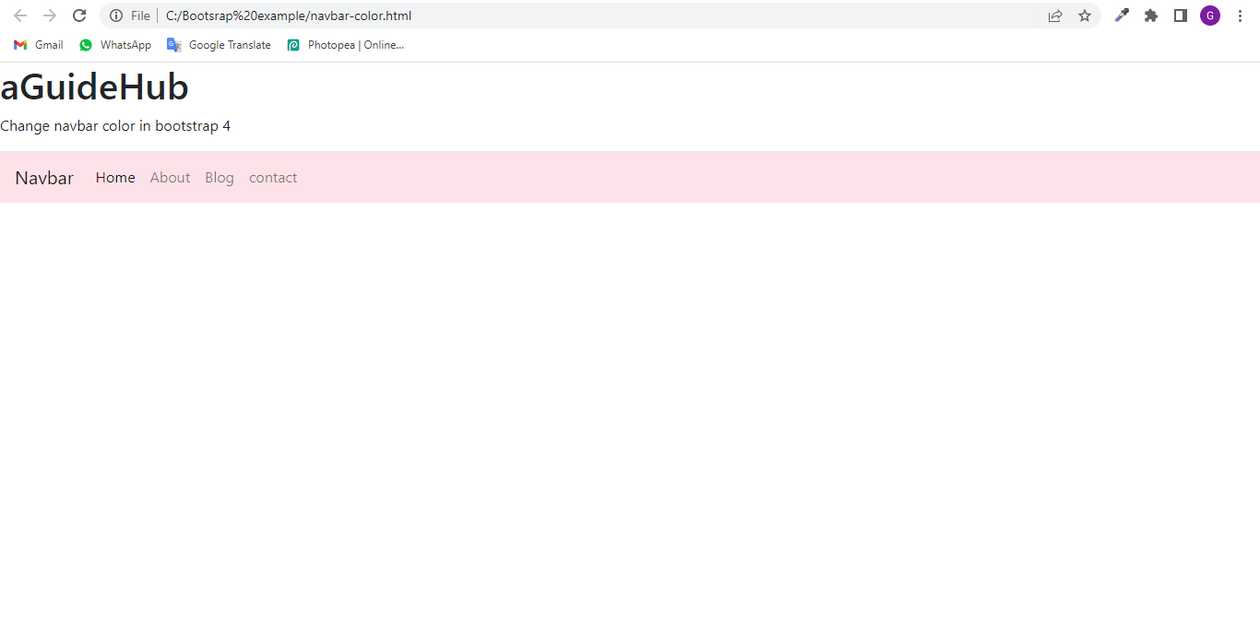 File C:/Bootsrap%20example/navbar-color.html G
Gmail WhatsApp Google Translate Photopea | Online...
aGuideHub
Change navbar color in bootstrap 4
Navbar Home About Blog contact